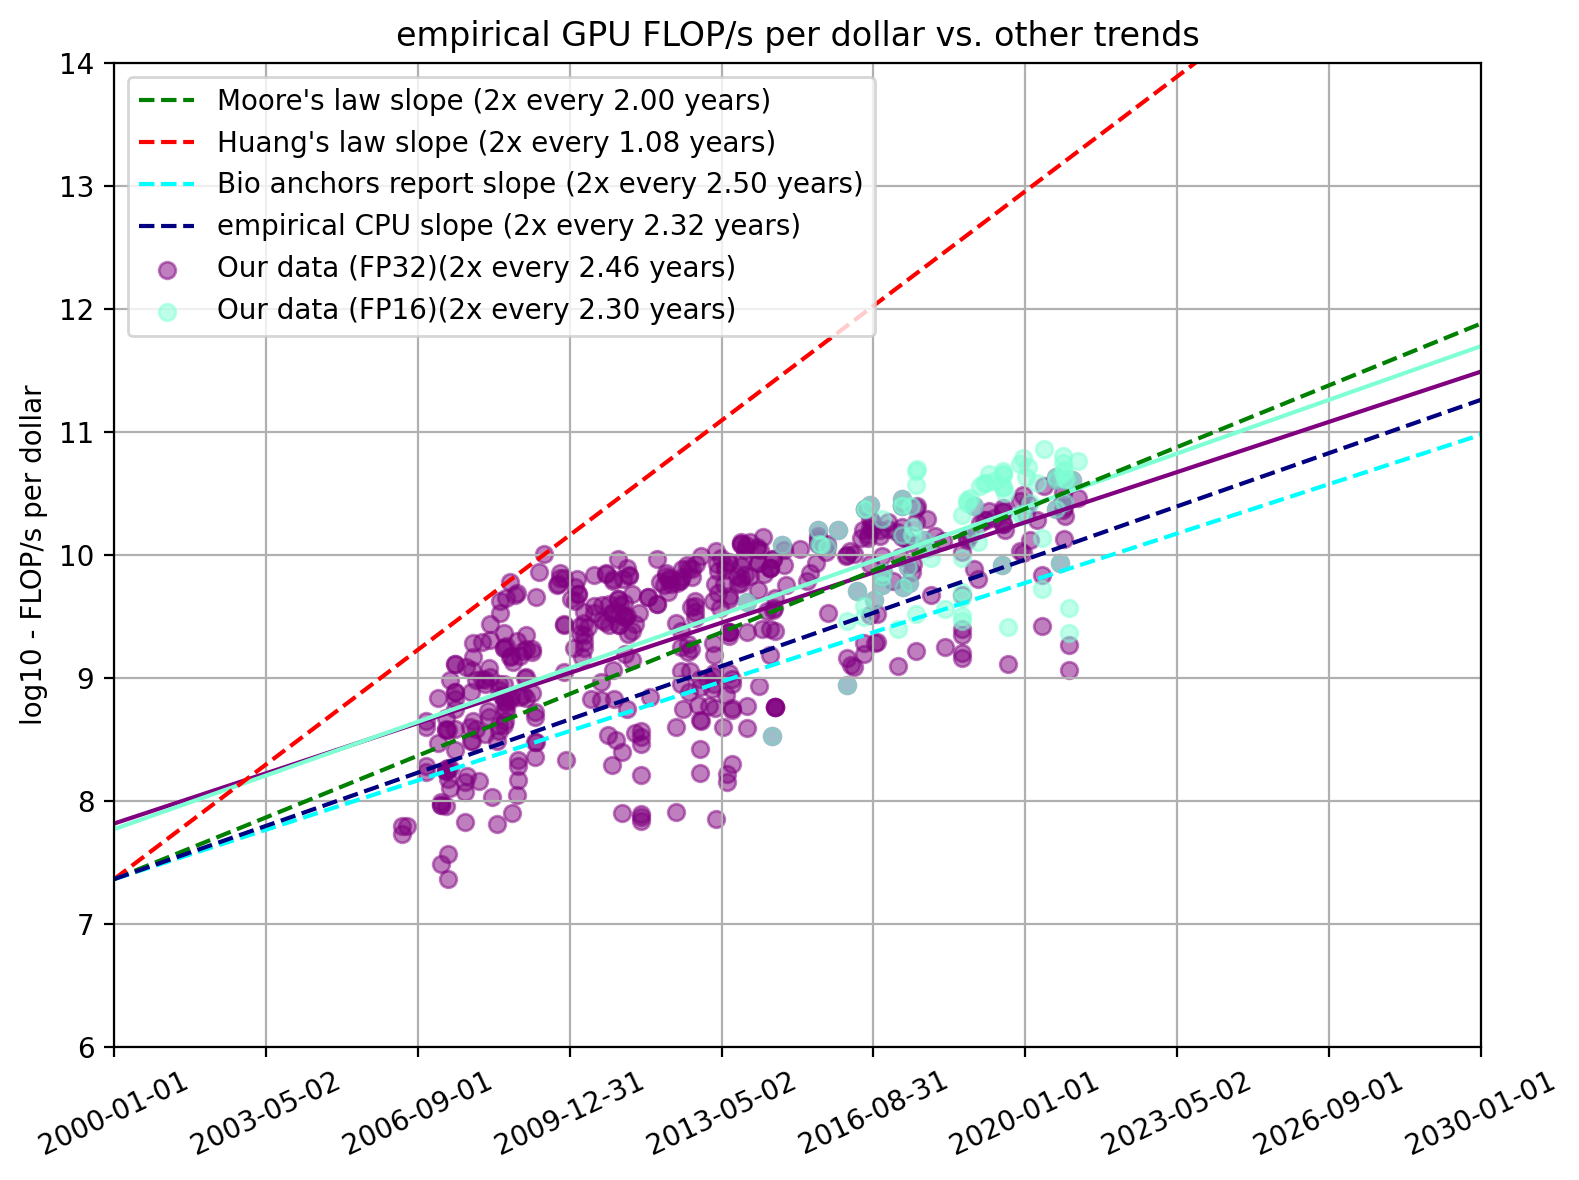 empirical GPU FLOP/s per dollar vs. other trends
14
13
12
11
10
9
8
7
6
log10 - FLOP/s per dollar
Moore's law slope (2x every 2.00 years)
Huang's law slope (2x every 1.08 years)
Bio anchors report slope (2x every 2.50 years)
empirical CPU slope (2x every 2.32 years)
Our data (FP32)(2x every 2.46 years)
Our data (FP16)(2x every 2.30 years)
2000-01-01
2003-05-02
2006-09-01
2009-12-31
2013-05-02
2016-08-31
2020-01-01
2023-05-02
2026-09-01
2030-01-01